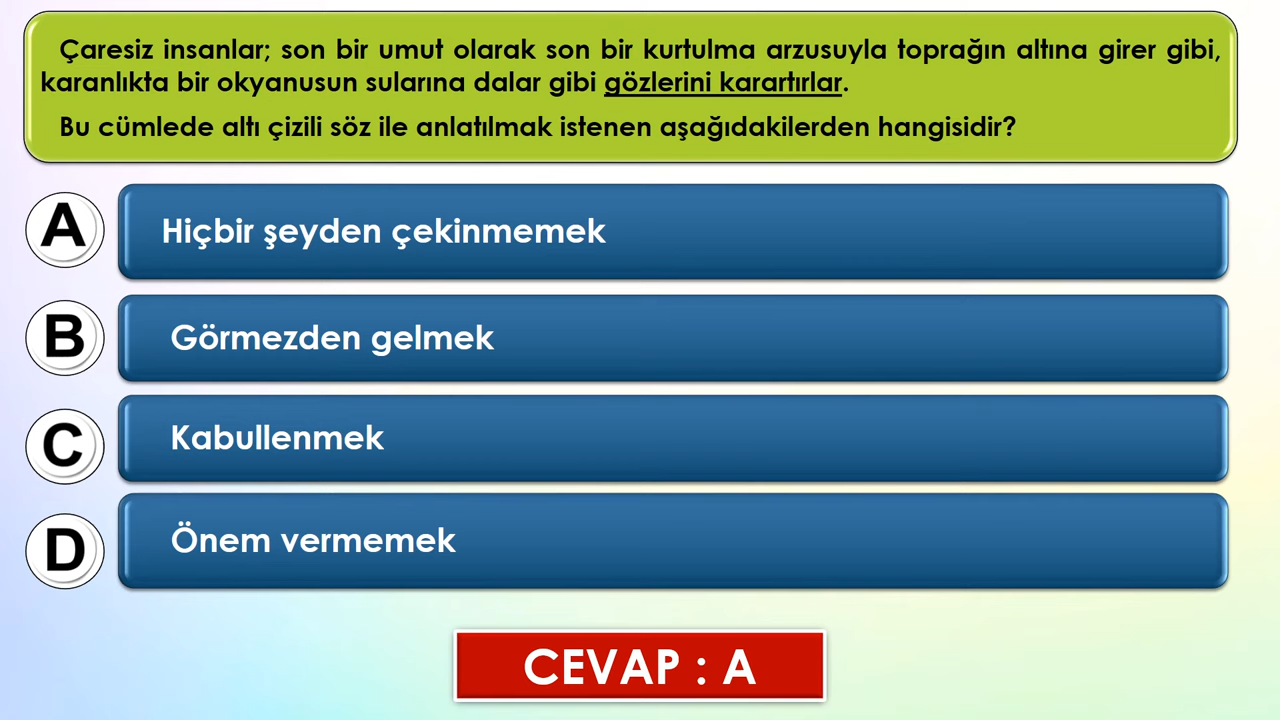 Çaresiz insanlar; son bir umut olarak son bir kurtulma arzusuyla toprağın altına girer gibi,
karanlıkta bir okyanusun sularına dalar gibi gözlerini karartırlar.
Bu cümlede altı çizili söz ile anlatılmak istenen aşağıdakilerden hangisidir?
A Hiçbir şeyden çekinmemek
B Görmezden gelmek
C Kabullenmek
D Önem vermemek
CEVAP : A